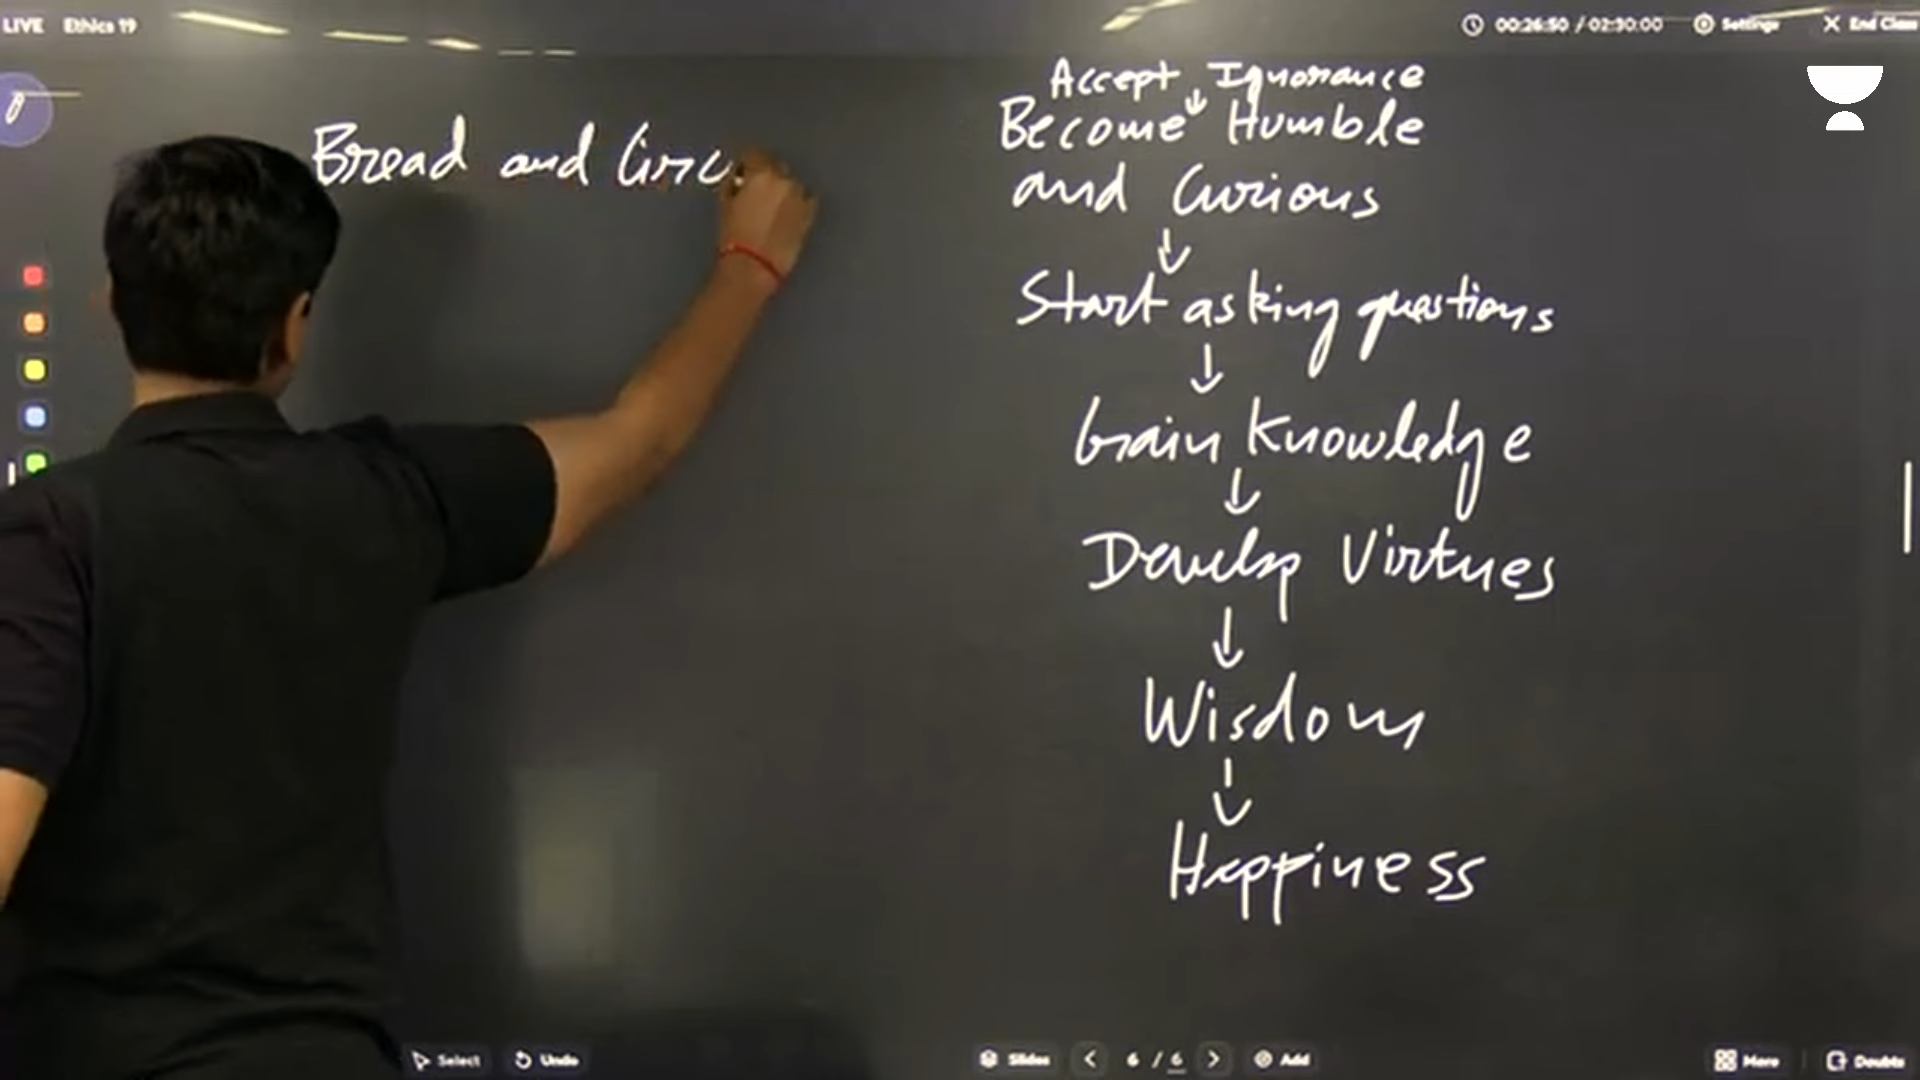 LIVE Ethics 19
00:26:50 / 02:30:00 Settings End Class
Bread and Circ
Accept Ignorance
Become Humble
and Curious
Start asking questions
Gain Knowledge
Develop Virtues
Wisdom
Happiness
Select Undo Slides 6 / 6 Add More Doubts